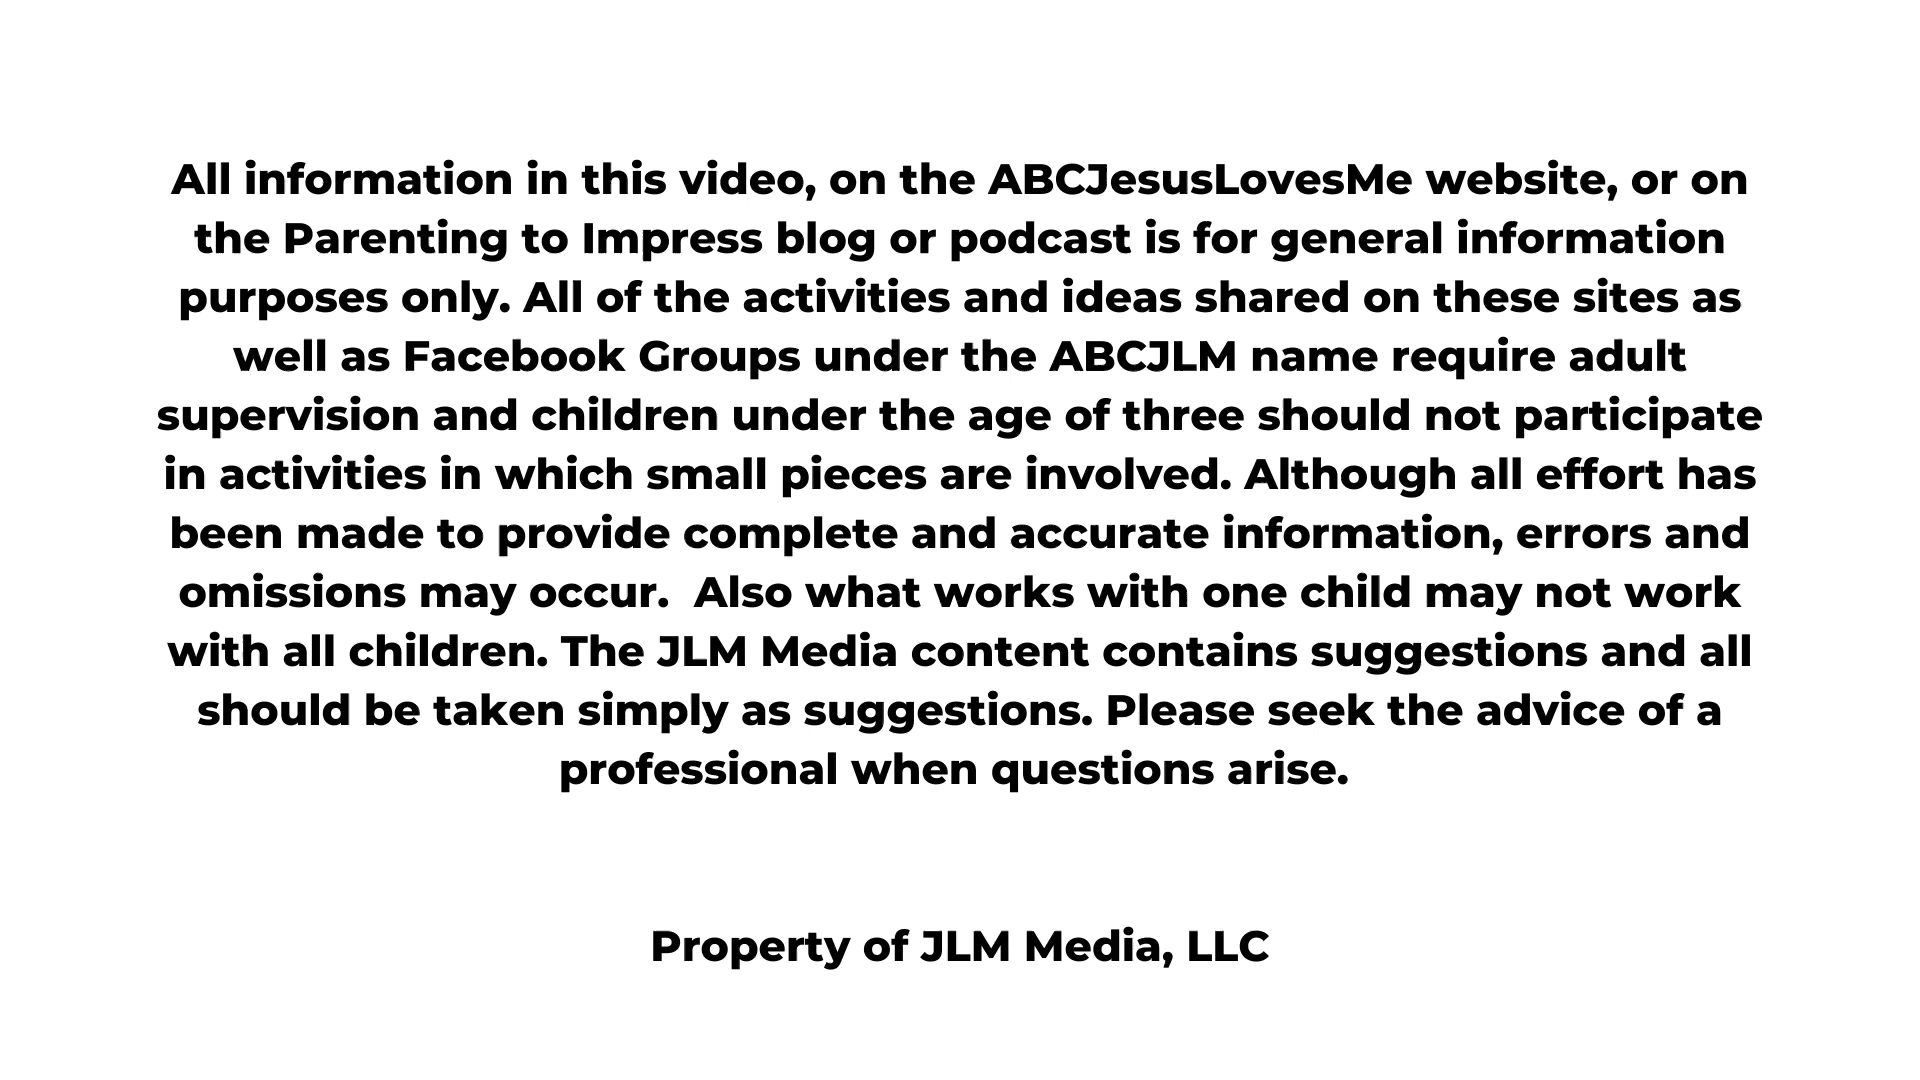 All information in this video, on the ABCJesusLovesMe website, or on
the Parenting to Impress blog or podcast is for general information
purposes only. All of the activities and ideas shared on these sites as
well as Facebook Groups under the ABCJLM name require adult
supervision and children under the age of three should not participate
in activities in which small pieces are involved. Although all effort has
been made to provide complete and accurate information, errors and
omissions may occur.  Also what works with one child may not work
with all children. The JLM Media content contains suggestions and all
should be taken simply as suggestions. Please seek the advice of a
professional when questions arise.
Property of JLM Media, LLC